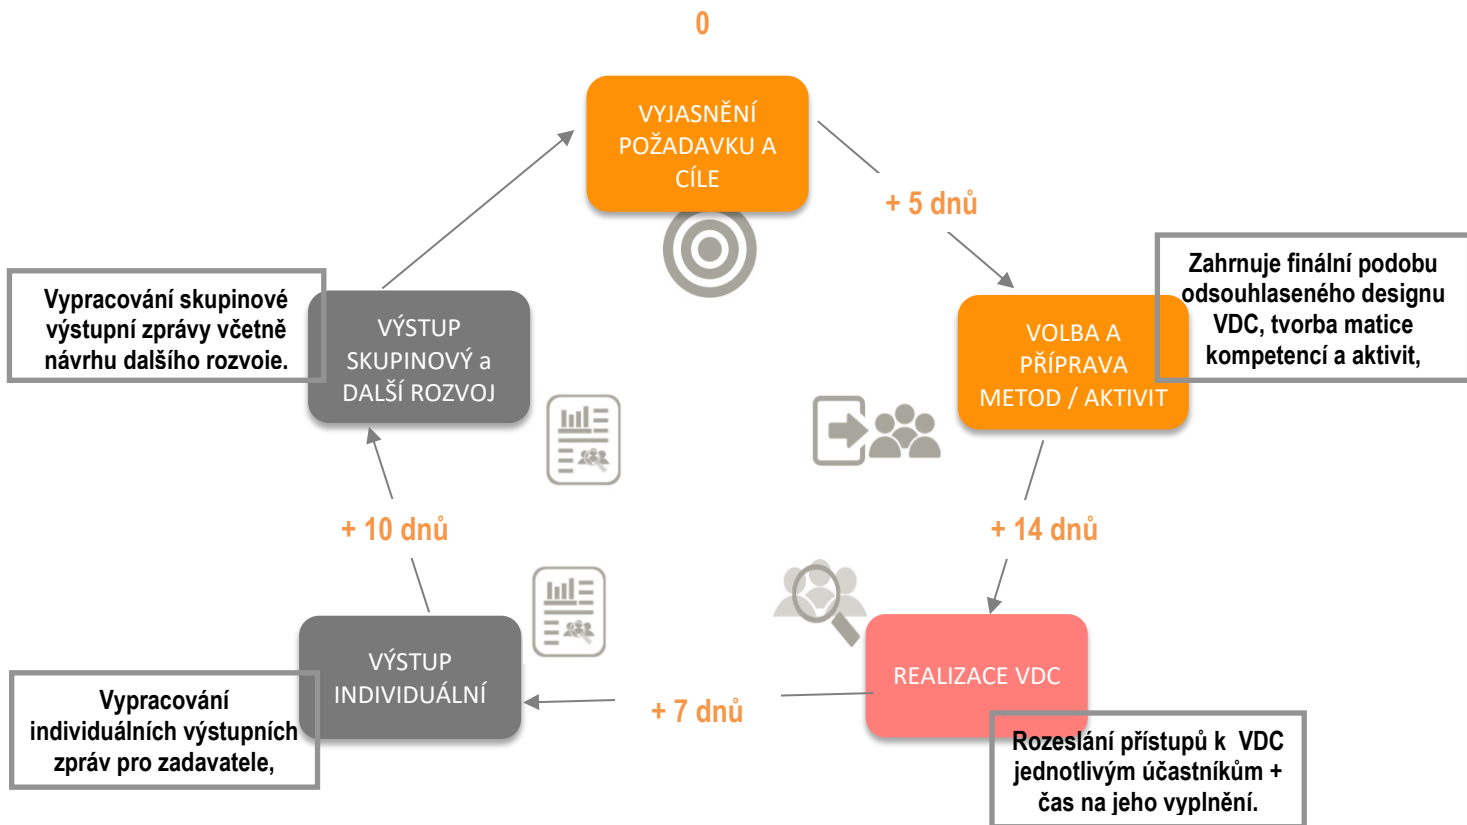 0
VYJASNĚNÍ
POŽADAVKU A
CÍLE
+ 5 dnů
Zahrnuje finální podobu
odsouhlaseného designu
VDC, tvorba matice
kompetencí a aktivit,
VOLBA A
PŘÍPRAVA
METOD / AKTIVIT
+ 14 dnů
REALIZACE VDC
Rozeslání přístupů k  VDC
jednotlivým účastníkům +
čas na jeho vyplnění.
+ 7 dnů
VÝSTUP
INDIVIDUÁLNÍ
Vypracování
individuálních výstupních
zpráv pro zadavatele,
+ 10 dnů
VÝSTUP
SKUPINOVÝ a
DALŠÍ ROZVOJ
Vypracování skupinové
výstupní zprávy včetně
návrhu dalšího rozvoie.